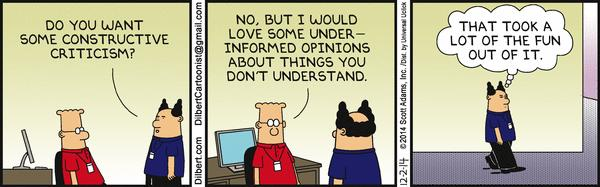 DO YOU WANT
SOME CONSTRUCTIVE
CRITICISM?
Dilbert.com DilbertCartoonist@gmail.com
NO, BUT I WOULD
LOVE SOME UNDER-
INFORMED OPINIONS
ABOUT THINGS YOU
DON'T UNDERSTAND.
12-2-14 ©2014 Scott Adams, Inc. /Dist. by Universal Uclick
THAT TOOK A
LOT OF THE FUN
OUT OF IT.